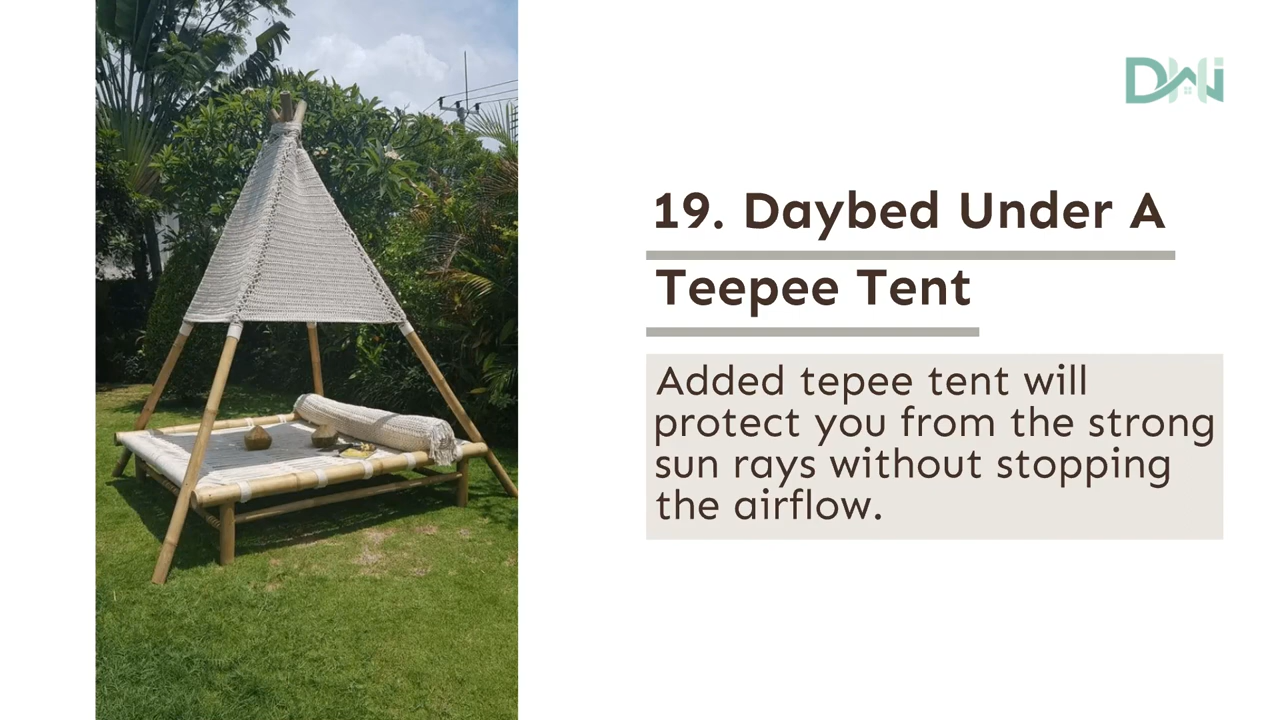 DWi
19. Daybed Under A
Teepee Tent
Added tepee tent will
protect you from the strong
sun rays without stopping
the airflow.